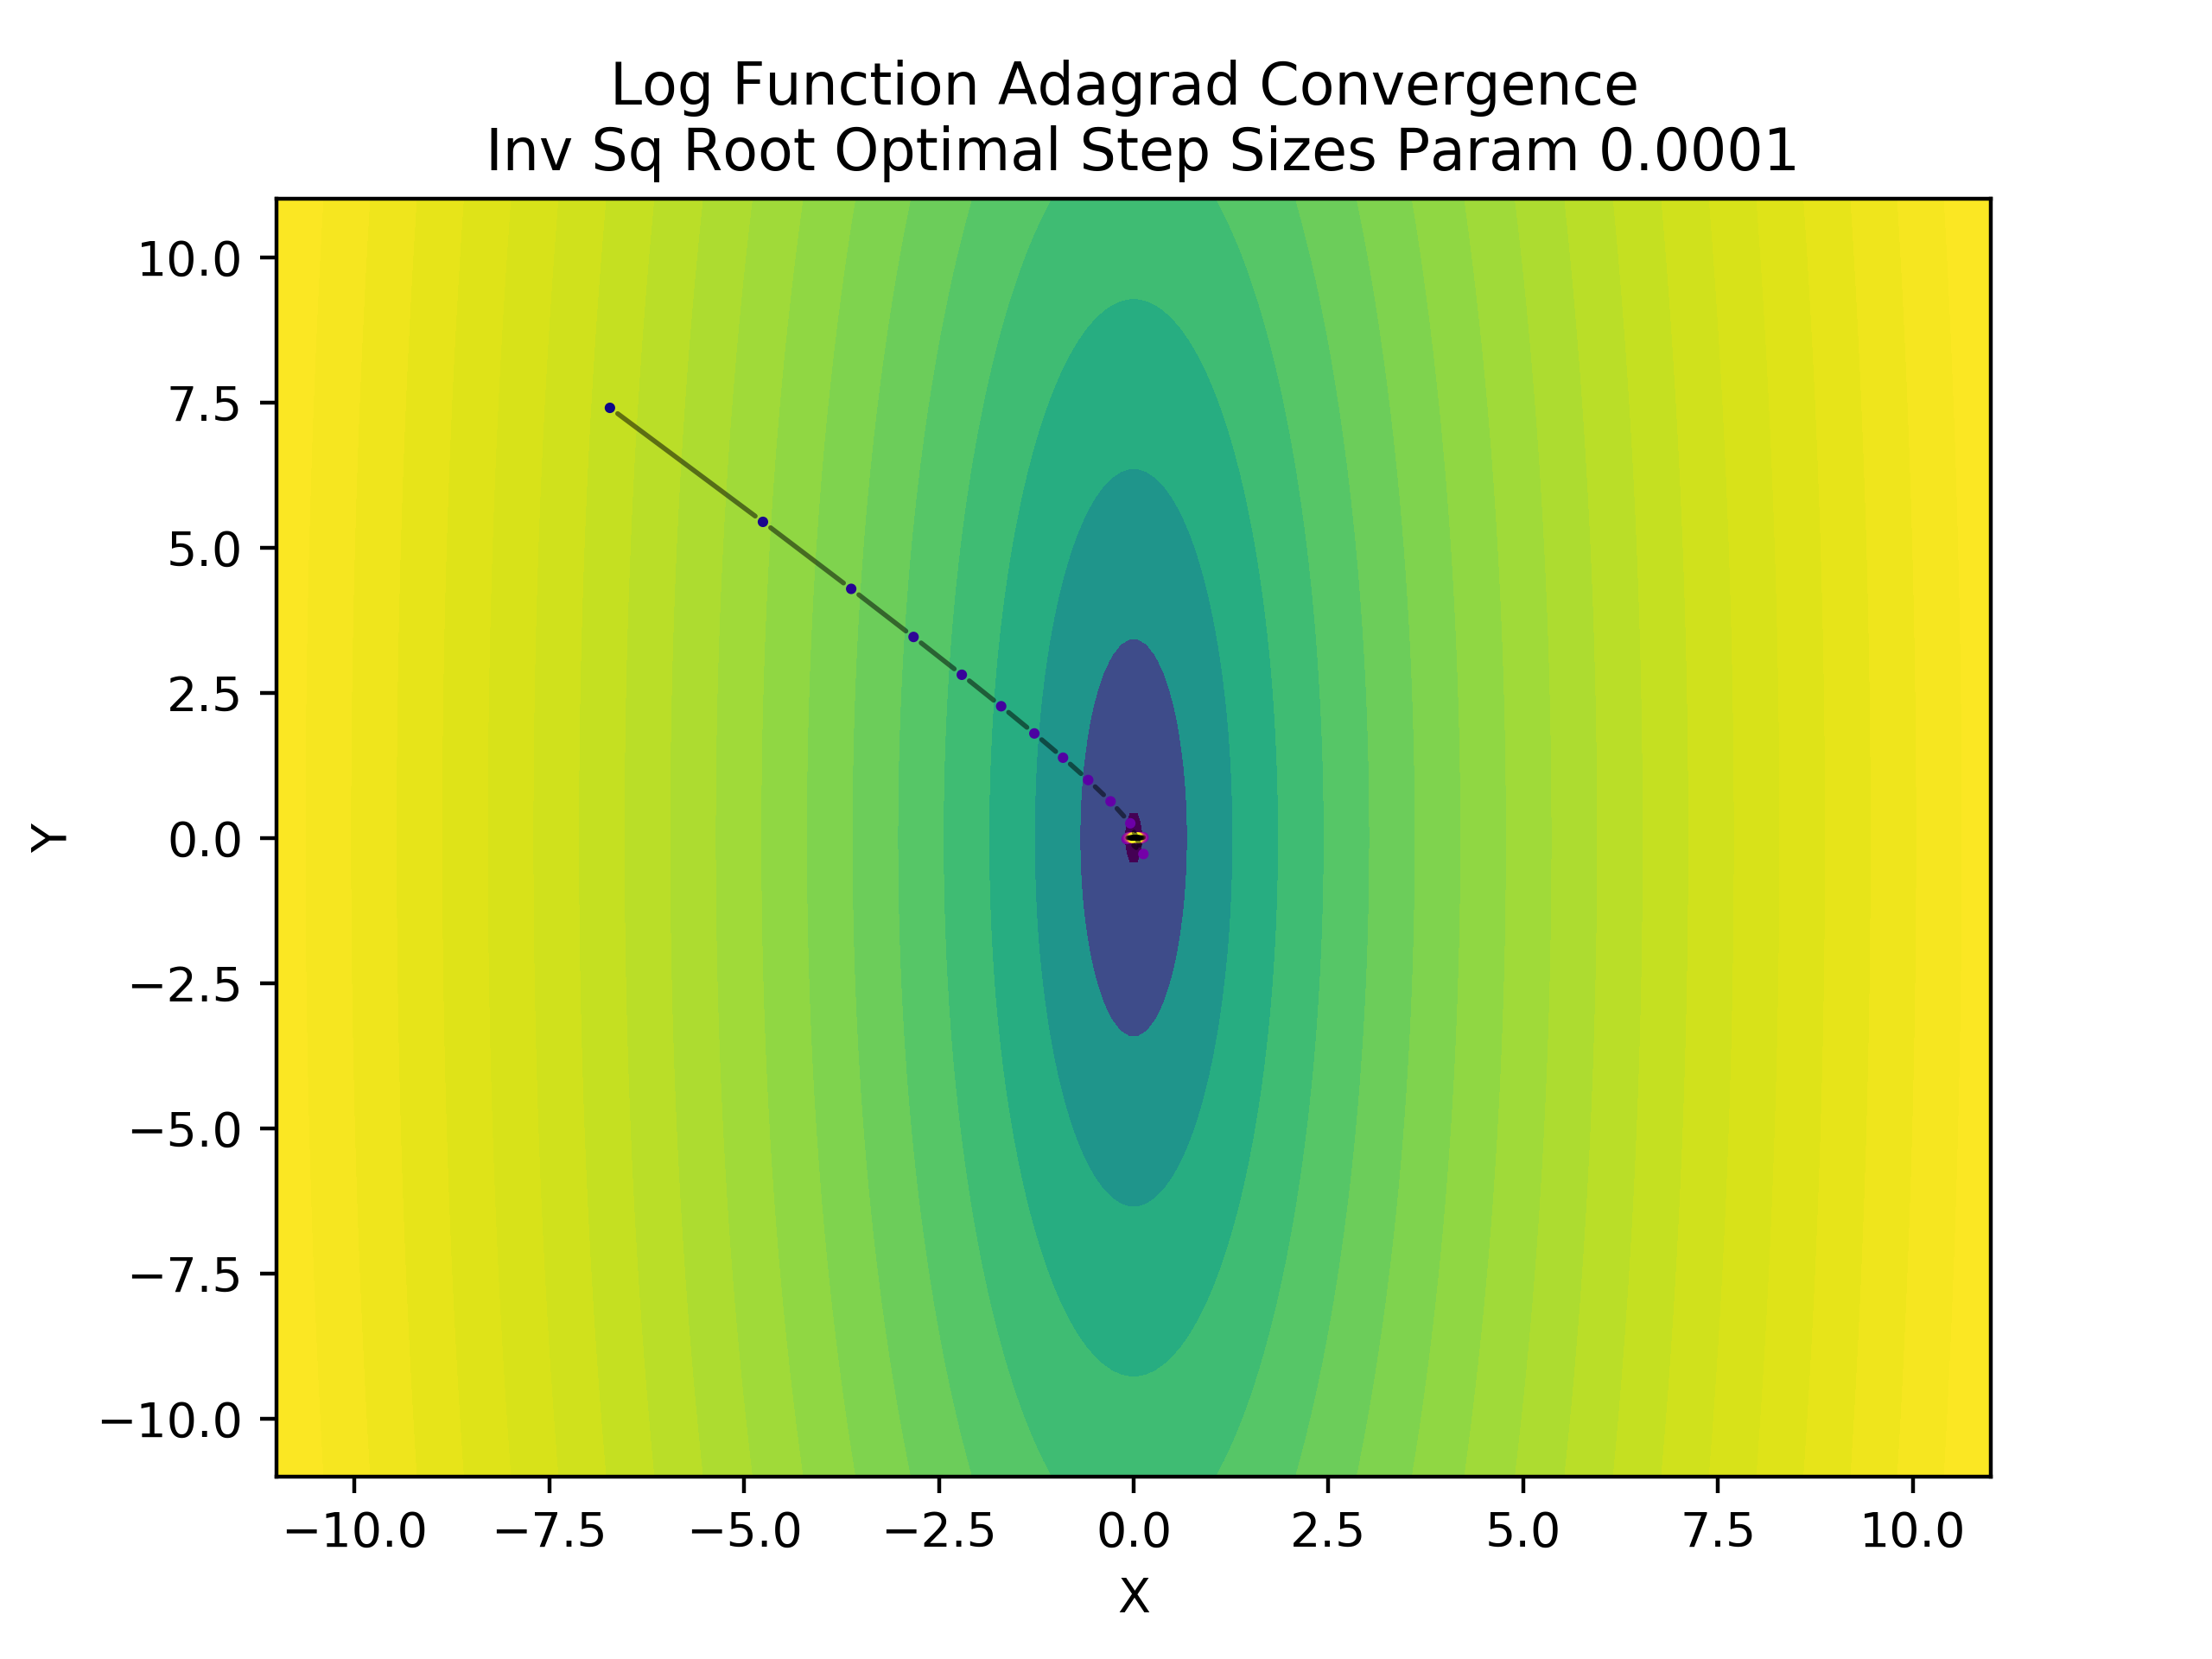 Log Function Adagrad Convergence
Inv Sq Root Optimal Step Sizes Param 0.0001
10.0
7.5
5.0
2.5
0.0
−2.5
−5.0
−7.5
−10.0
Y
−10.0 −7.5 −5.0 −2.5 0.0 2.5 5.0 7.5 10.0
X